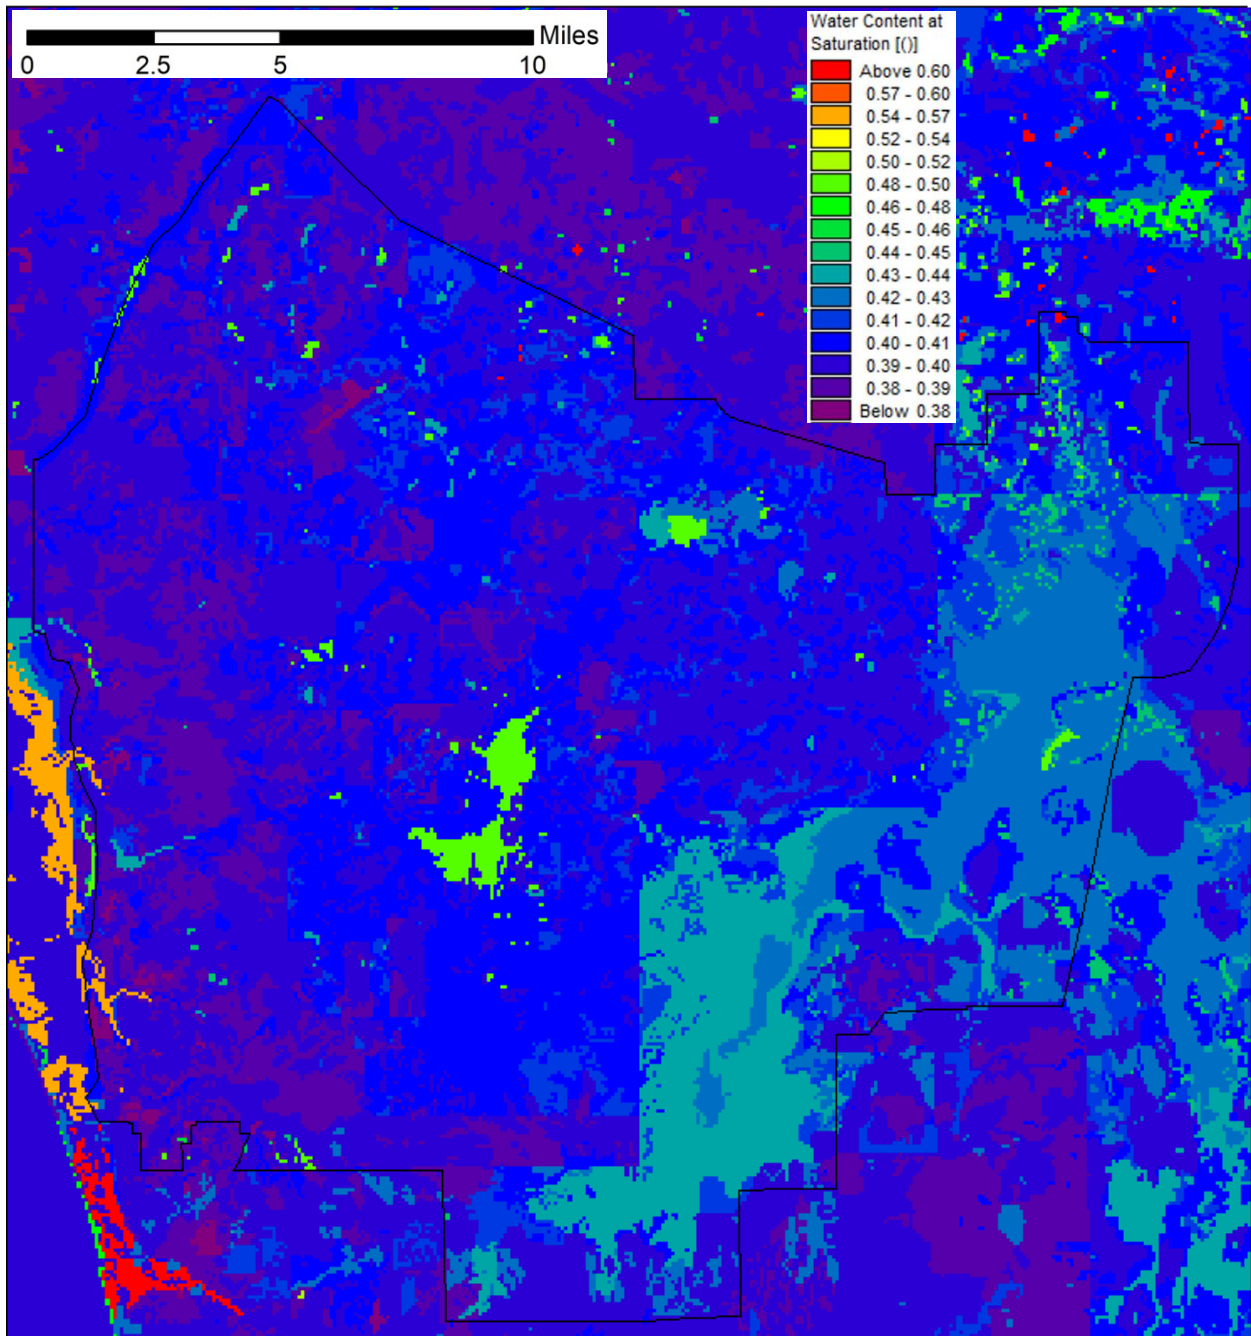 Miles
0 2.5 5 10
Water Content at
Saturation [()]
Above 0.60
0.57 - 0.60
0.54 - 0.57
0.52 - 0.54
0.50 - 0.52
0.48 - 0.50
0.46 - 0.48
0.45 - 0.46
0.44 - 0.45
0.43 - 0.44
0.42 - 0.43
0.41 - 0.42
0.40 - 0.41
0.39 - 0.40
0.38 - 0.39
Below 0.38